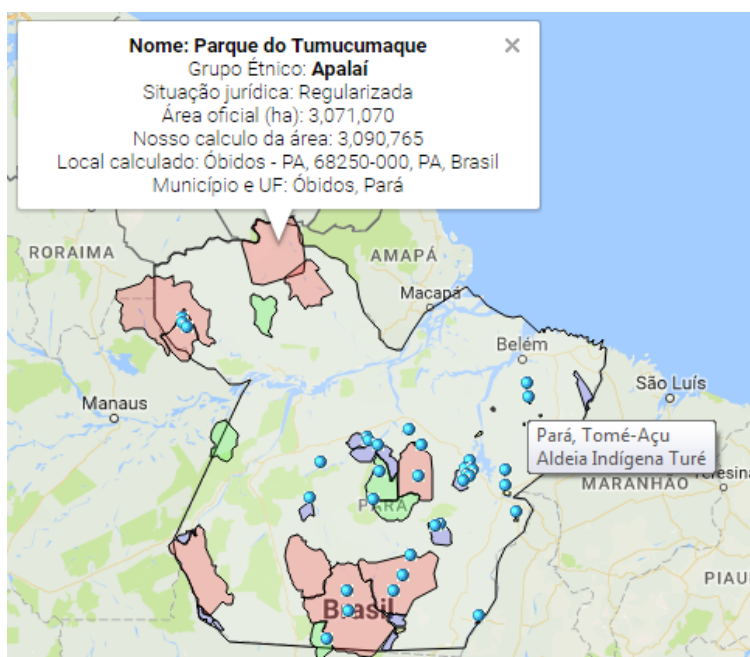 Nome: Parque do Tumucumaque
Grupo Étnico: Apalaí
Situação jurídica: Regularizada
Área oficial (ha): 3,071,070
Nosso calculo da área: 3,090,765
Local calculado: Óbidos - PA, 68250-000, PA, Brasil
Município e UF: Óbidos, Pará
RORAIMA
AMAPÁ
Macapá
Belém
São Luís
Manaus
Pará, Tomé-Açu
Aldeia Indígena Turé
MARANHÃO
Teresina
PARÁ
PIAU
Brasil